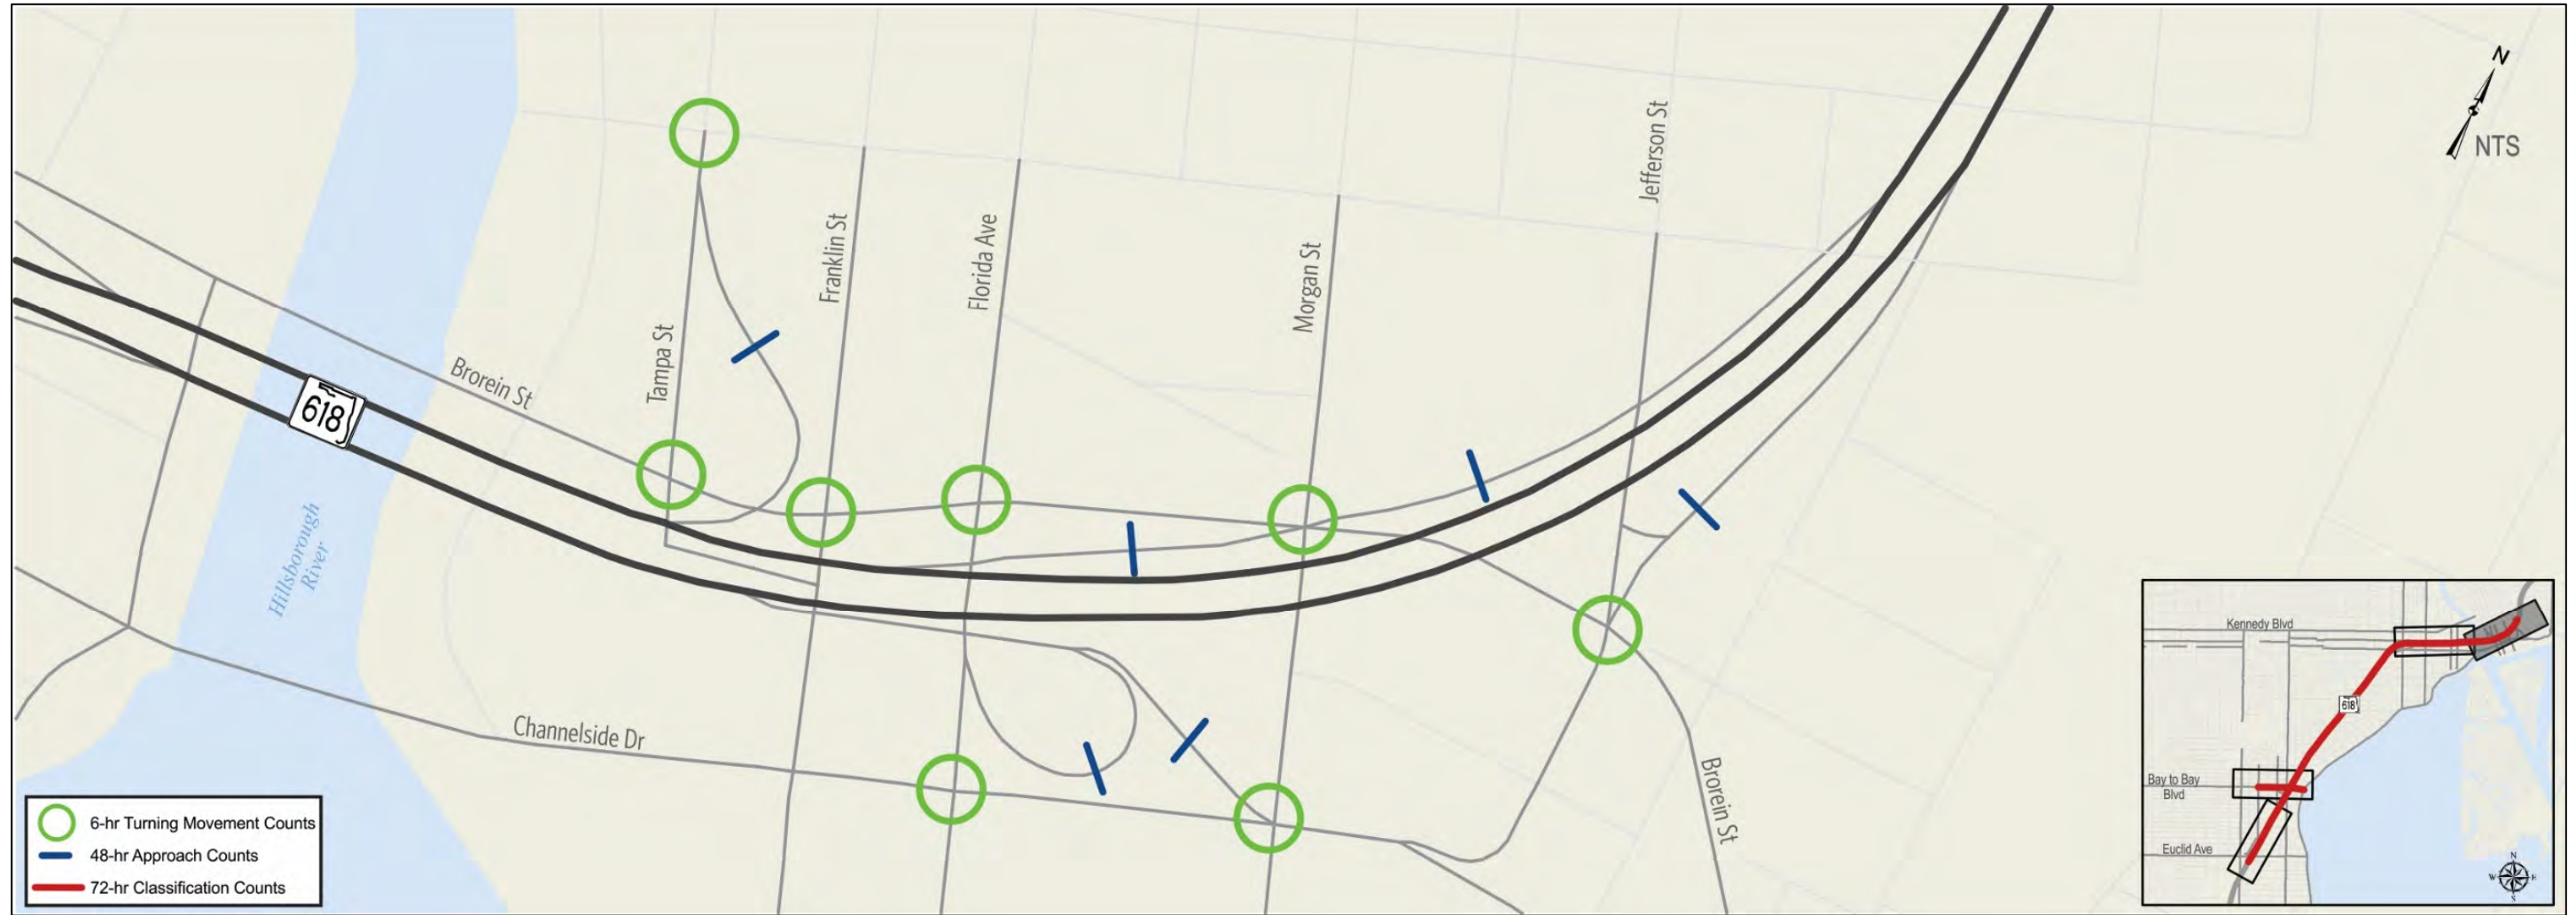 N
NTS
Jefferson St
Franklin St
Florida Ave
Morgan St
Tampa St
Brorein St
618
Hillsborough
River
Channelside Dr
Brorein St
6-hr Turning Movement Counts
48-hr Approach Counts
72-hr Classification Counts
Kennedy Blvd
618
Bay to Bay
Blvd
Euclid Ave
N
W
E
S